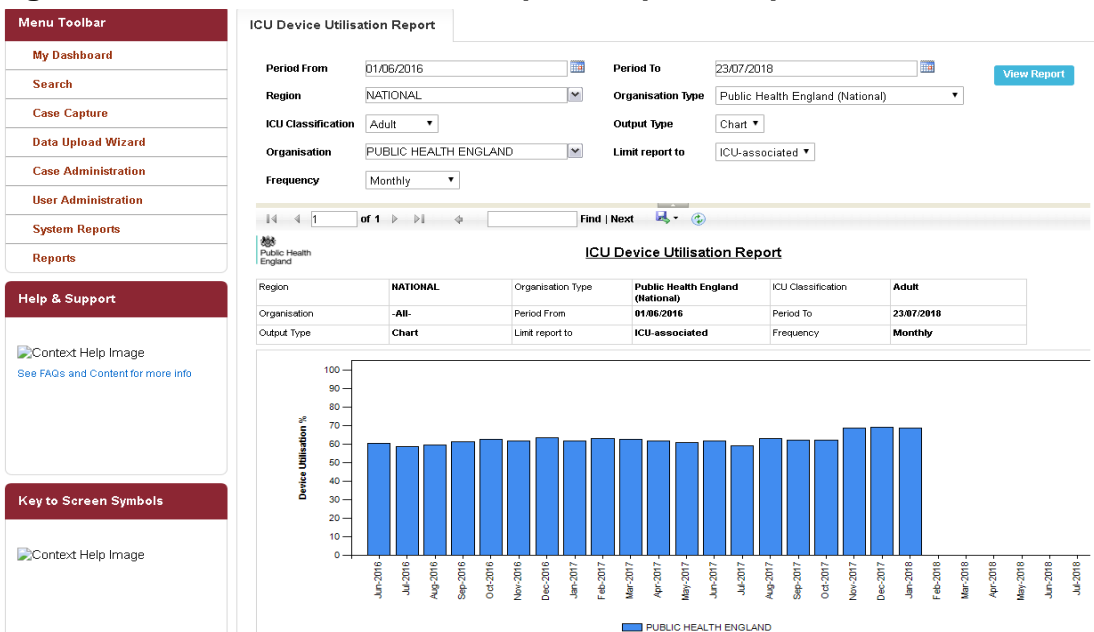 Menu Toolbar
My Dashboard
Search
Case Capture
Data Upload Wizard
Case Administration
User Administration
System Reports
Reports
Help & Support
Context Help Image
See FAQs and Content for more info
Key to Screen Symbols
Context Help Image
ICU Device Utilisation Report
Period From 01/06/2016 Period To 23/07/2018 View Report
Region NATIONAL Organisation Type Public Health England (National)
ICU Classification Adult Output Type Chart
Organisation PUBLIC HEALTH ENGLAND Limit report to ICU-associated
Frequency Monthly
1 of 1 Find | Next
Public Health
England
ICU Device Utilisation Report
Region NATIONAL Organisation Type Public Health England (National) ICU Classification Adult
Organisation -All- Period From 01/06/2016 Period To 23/07/2018
Output Type Chart Limit report to ICU-associated Frequency Monthly
Device Utilisation %
100
90
80
70
60
50
40
30
20
10
0
Jun-2016 Jul-2016 Aug-2016 Sep-2016 Oct-2016 Nov-2016 Dec-2016 Jan-2017 Feb-2017 Mar-2017 Apr-2017 May-2017 Jun-2017 Jul-2017 Aug-2017 Sep-2017 Oct-2017 Nov-2017 Dec-2017 Jan-2018 Feb-2018 Mar-2018 Apr-2018 May-2018 Jun-2018 Jul-2018
PUBLIC HEALTH ENGLAND